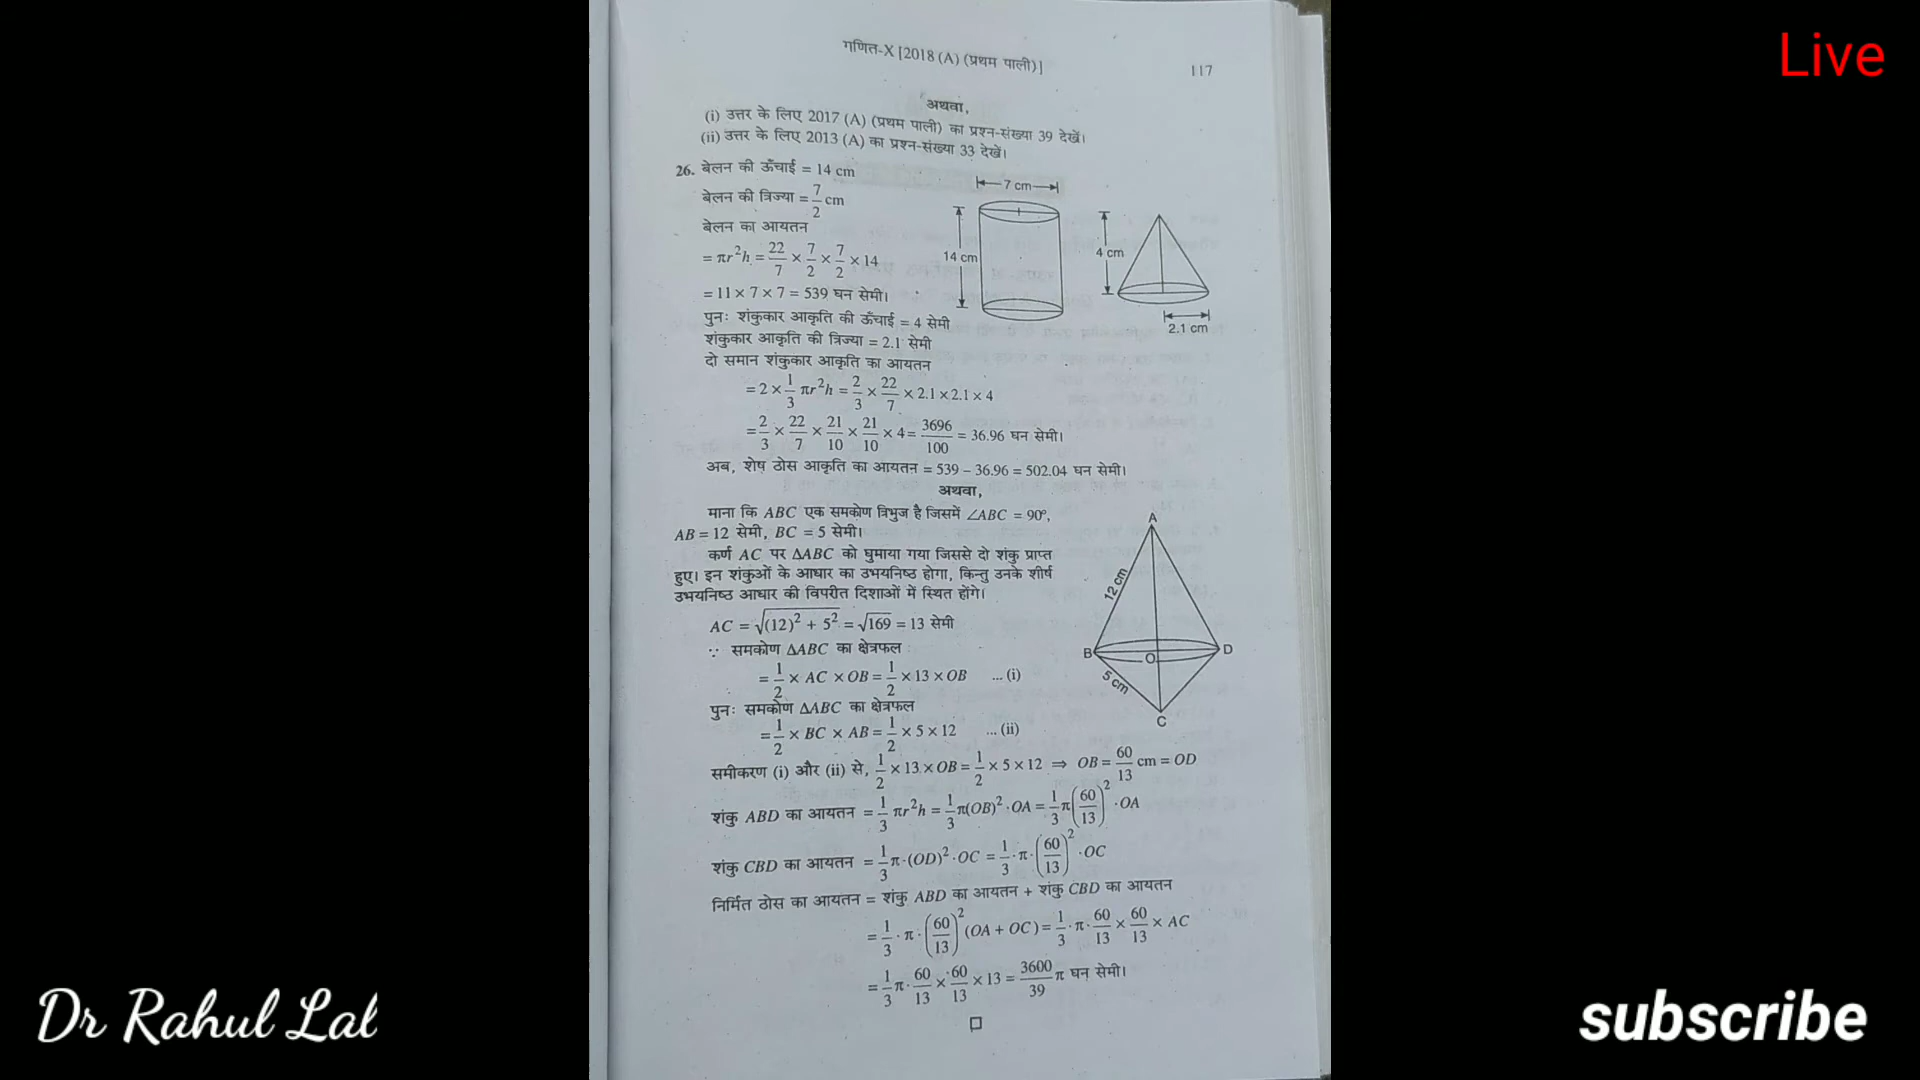 Live
गणित-X [2018 (A) (प्रथम पाली)]
117
अथवा,
(i) उत्तर के लिए 2017 (A) (प्रथम पाली) का प्रश्न-संख्या 39 देखें।
(ii) उत्तर के लिए 2013 (A) का प्रश्न-संख्या 33 देखें।
26. बेलन की ऊँचाई = 14 cm
बेलन की त्रिज्या = 7/2 cm
बेलन का आयतन
= πr²h = 22/7 × 7/2 × 7/2 × 14
= 11 × 7 × 7 = 539 घन सेमी।
7 cm
14 cm
4 cm
2.1 cm
पुनः शंकुकार आकृति की ऊँचाई = 4 सेमी
शंकुकार आकृति की त्रिज्या = 2.1 सेमी
दो समान शंकुकार आकृति का आयतन
= 2 × 1/3 πr²h = 2/3 × 22/7 × 2.1 × 2.1 × 4
= 2/3 × 22/7 × 21/10 × 21/10 × 4 = 3696/100 = 36.96 घन सेमी।
अब, शेष ठोस आकृति का आयतन = 539 – 36.96 = 502.04 घन सेमी।
अथवा,
माना कि ABC एक समकोण त्रिभुज है जिसमें ∠ABC = 90°,
AB = 12 सेमी, BC = 5 सेमी।
कर्ण AC पर ΔABC को घुमाया गया जिससे दो शंकु प्राप्त
हुए। इन शंकुओं के आधार का उभयनिष्ठ होगा, किन्तु उनके शीर्ष
उभयनिष्ठ आधार की विपरीत दिशाओं में स्थित होंगे।
A
12 cm
B
O
D
5 cm
C
AC = √((12)² + 5²) = √169 = 13 सेमी
∵ समकोण ΔABC का क्षेत्रफल
= 1/2 × AC × OB = 1/2 × 13 × OB ... (i)
पुनः समकोण ΔABC का क्षेत्रफल
= 1/2 × BC × AB = 1/2 × 5 × 12 ... (ii)
समीकरण (i) और (ii) से, 1/2 × 13 × OB = 1/2 × 5 × 12 ⇒ OB = 60/13 cm = OD
शंकु ABD का आयतन = 1/3 πr²h = 1/3 π(OB)² · OA = 1/3 π(60/13)² · OA
शंकु CBD का आयतन = 1/3 π · (OD)² · OC = 1/3 · π · (60/13)² · OC
निर्मित ठोस का आयतन = शंकु ABD का आयतन + शंकु CBD का आयतन
= 1/3 · π · (60/13)² (OA + OC) = 1/3 · π · 60/13 × 60/13 × AC
= 1/3 π · 60/13 × 60/13 × 13 = 3600/39 π घन सेमी।
Dr Rahul Lal
subscribe